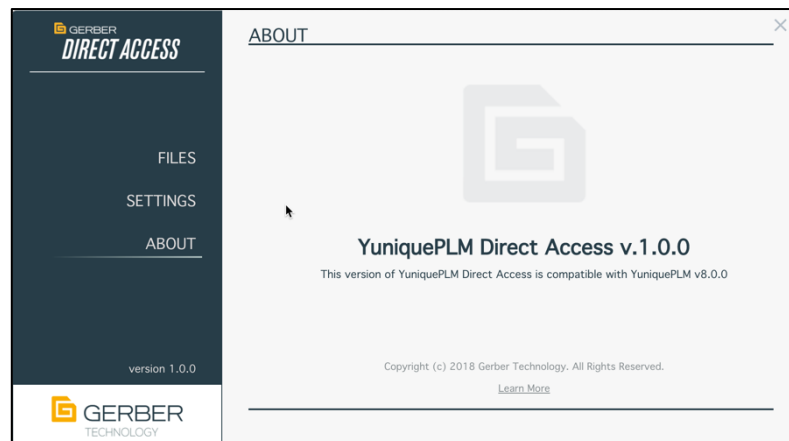 GERBER
DIRECT ACCESS
FILES
SETTINGS
ABOUT
version 1.0.0
GERBER
TECHNOLOGY
ABOUT
YuniquePLM Direct Access v.1.0.0
This version of YuniquePLM Direct Access is compatible with YuniquePLM v8.0.0
Copyright (c) 2018 Gerber Technology. All Rights Reserved.
Learn More